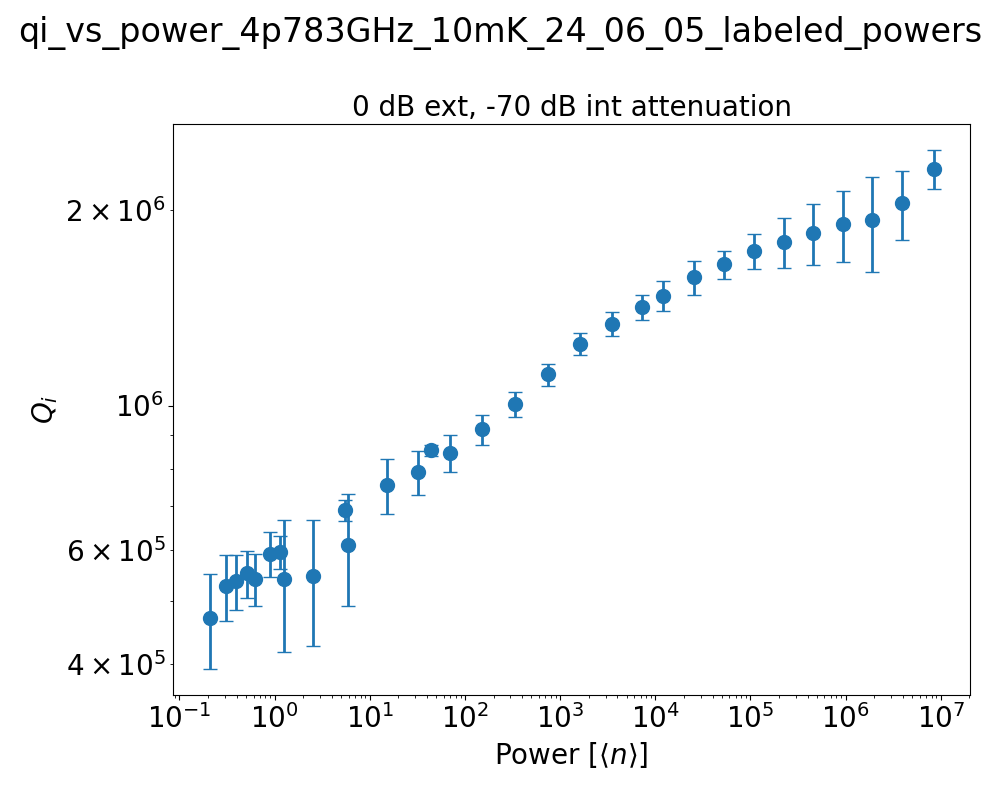 qi_vs_power_4p783GHz_10mK_24_06_05_labeled_powers
0 dB ext, -70 dB int attenuation
2 × 10⁶
10⁶
6 × 10⁵
4 × 10⁵
Qᵢ
10⁻¹ 10⁰ 10¹ 10² 10³ 10⁴ 10⁵ 10⁶ 10⁷
Power [⟨n⟩]